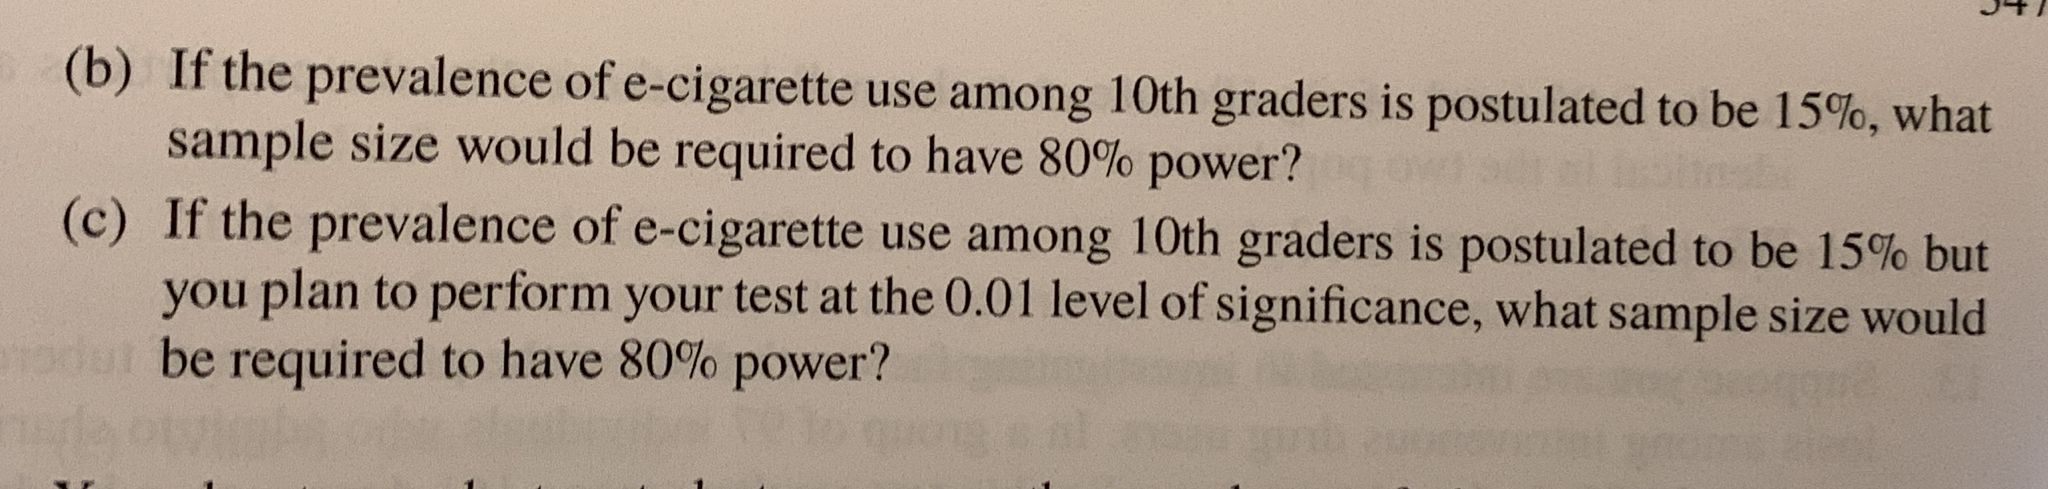 (b) If the prevalence of e-cigarette use among 10th graders is postulated to be 15%, what
sample size would be required to have 80% power?
(c) If the prevalence of e-cigarette use among 10th graders is postulated to be 15% but
you plan to perform your test at the 0.01 level of significance, what sample size would
be required to have 80% power?